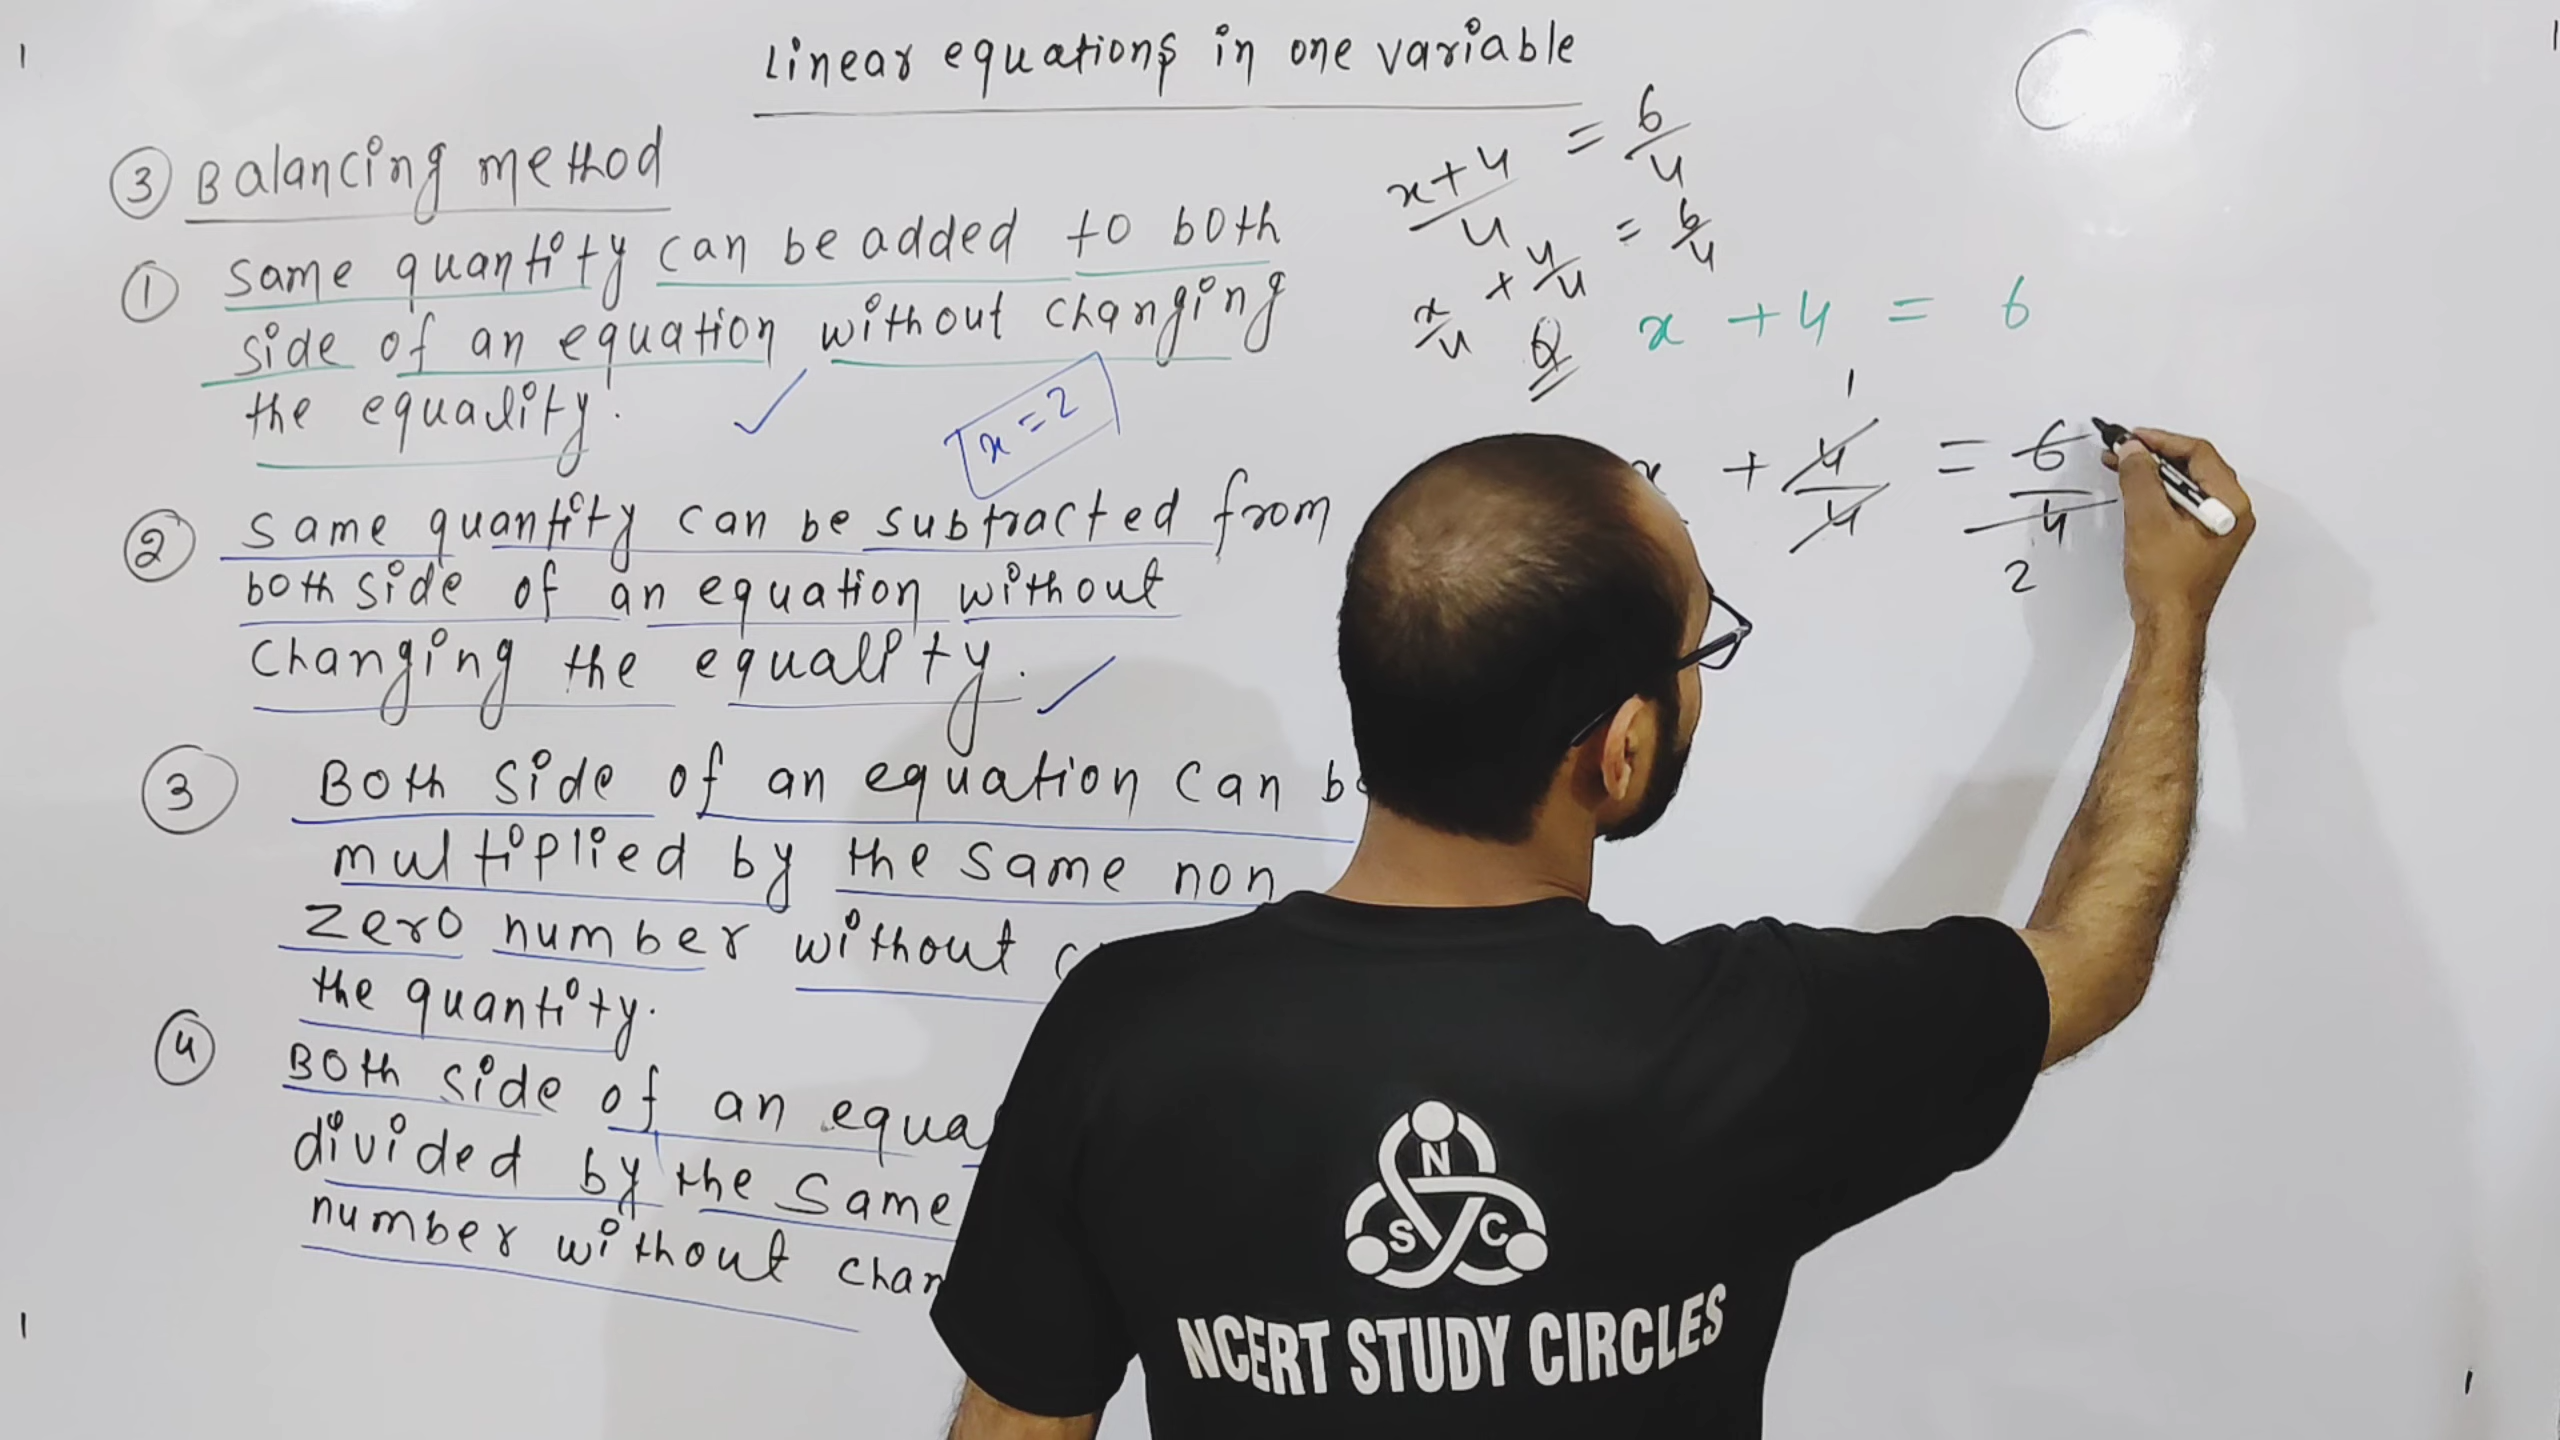 Linear equations in one variable
③ Balancing method
① Same quantity can be added to both
side of an equation without changing
the equality.
x = 2
② Same quantity can be subtracted from
both side of an equation without
changing the equality.
③ Both side of an equation can
multiplied by the same non
zero number without
the quantity.
④ Both side of an
divided by the same
number without
x+4/4 = 6/4
x/4 + 4/4 = 6/4
Q x + 4 = 6
+ 4/4 = 6/4
1
2
N
S C
NCERT STUDY CIRCLES